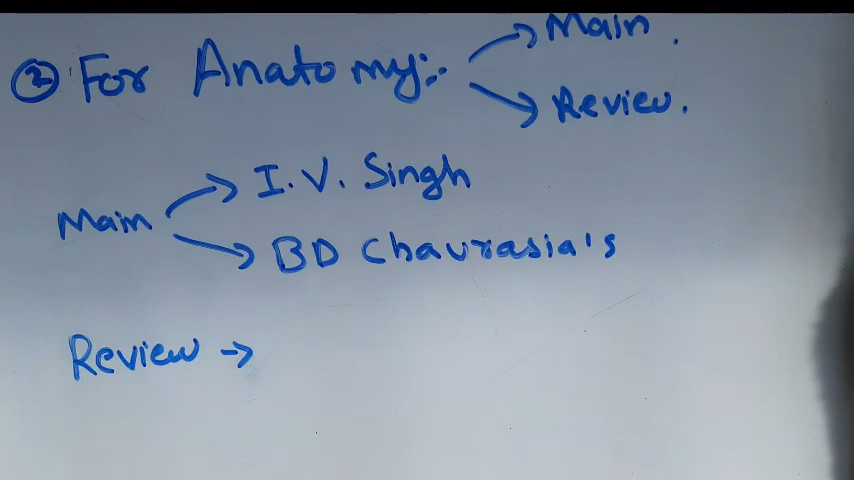 ② For Anatomy:- → Main.
→ Review.
Main → I.V. Singh
→ BD Chaurasia's
Review →